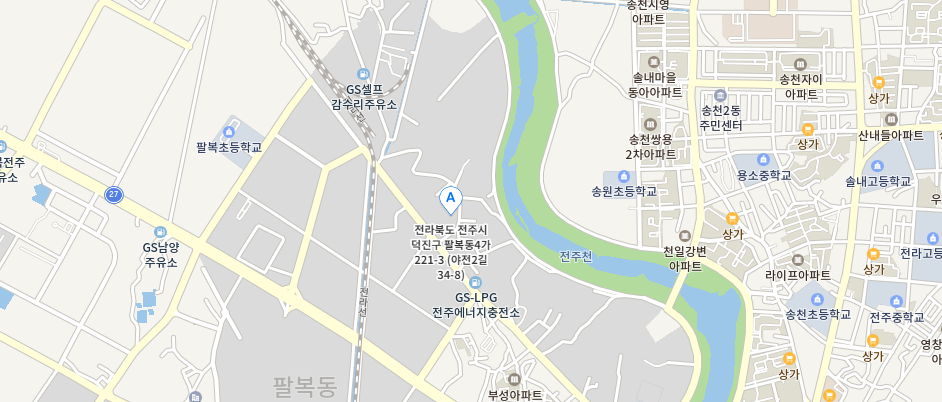 송천시영
아파트
솔내마을
동아아파트
송천자이
아파트
상가
GS셀프
감수리주유소
송천2동
주민센터
산내들아파트
팔복초등학교
송천쌍용
2차아파트
상가
북전주
유소
용소중학교
솔내고등학교
송원초등학교
27
A
우
상가
전라북도 전주시
덕진구 팔복동4가
221-3 (야전2길
34-8)
GS남양
주유소
전주천
천일강변
아파트
전라고
상가
라이프아파트
GS-LPG
전주에너지충전소
전라선
송천초등학교
전주중학교
상가
영창
아
상가
팔복동
부성아파트